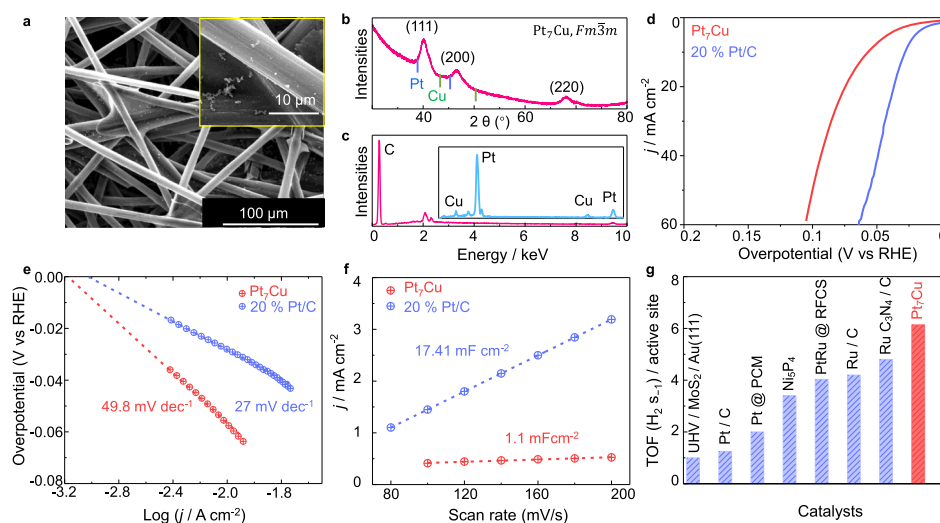 a
10 µm
100 µm
b
Intensities
(111)
(200)
(220)
Pt₇Cu, Fm3̅m
Pt
Cu
40
60
80
2 θ (°)
c
Intensities
C
Cu
Pt
Cu
Pt
0
2
4
6
8
10
Energy / keV
d
Pt₇Cu
20 % Pt/C
j / mA cm⁻²
0
20
40
60
0.2
0.15
0.1
0.05
0
Overpotential (V vs RHE)
e
Overpotential (V vs RHE)
0.00
-0.02
-0.04
-0.06
-0.08
Pt₇Cu
20 % Pt/C
49.8 mV dec⁻¹
27 mV dec⁻¹
-3.2
-2.8
-2.4
-2.0
-1.6
Log (j / A cm⁻²)
f
j / mA cm⁻²
5
4
3
2
1
0
Pt₇Cu
20 % Pt/C
17.41 mF cm⁻²
1.1 mFcm⁻²
80
120
160
200
Scan rate (mV/s)
g
TOF (H₂ s₋₁) / active site
8
6
4
2
0
UHV / MoS₂ / Au(111)
Pt / C
Pt @ PCM
Ni₅P₄
PtRu @ RFCS
Ru / C
Ru C₃N₄ / C
Pt₇Cu
Catalysts